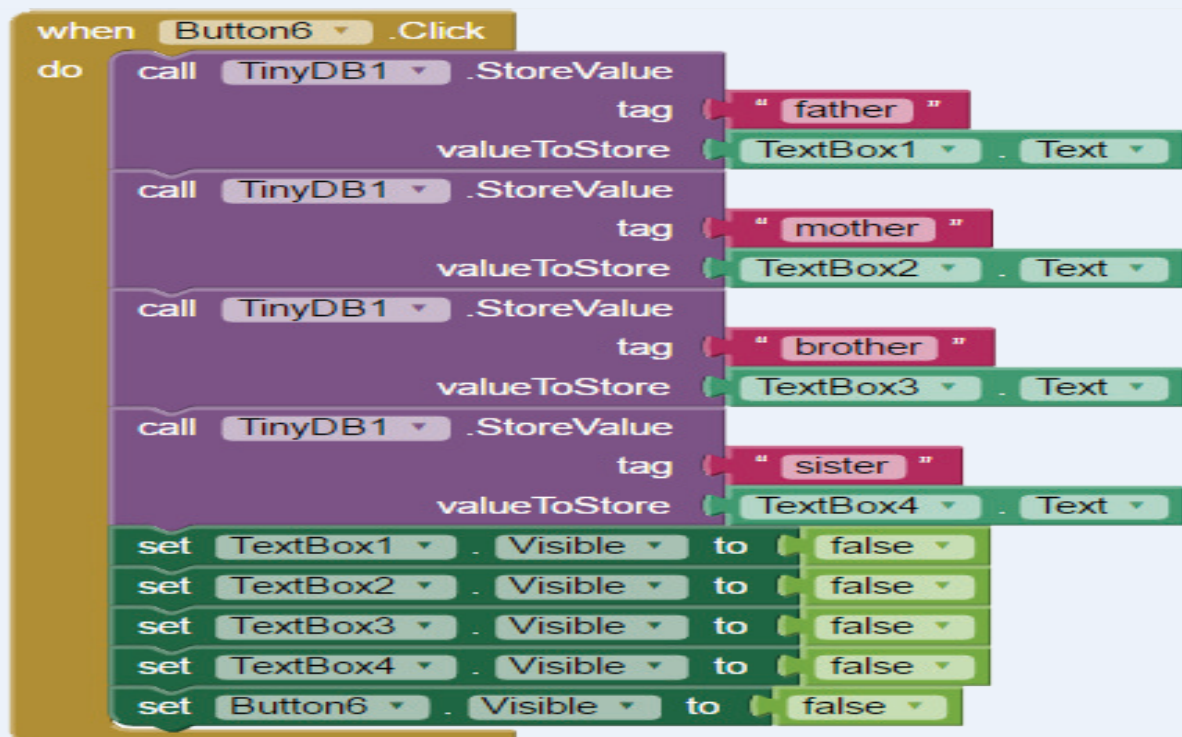 when Button6 .Click
do call TinyDB1 .StoreValue
tag " father "
valueToStore TextBox1 . Text
call TinyDB1 .StoreValue
tag " mother "
valueToStore TextBox2 . Text
call TinyDB1 .StoreValue
tag " brother "
valueToStore TextBox3 . Text
call TinyDB1 .StoreValue
tag " sister "
valueToStore TextBox4 . Text
set TextBox1 . Visible to false
set TextBox2 . Visible to false
set TextBox3 . Visible to false
set TextBox4 . Visible to false
set Button6 . Visible to false